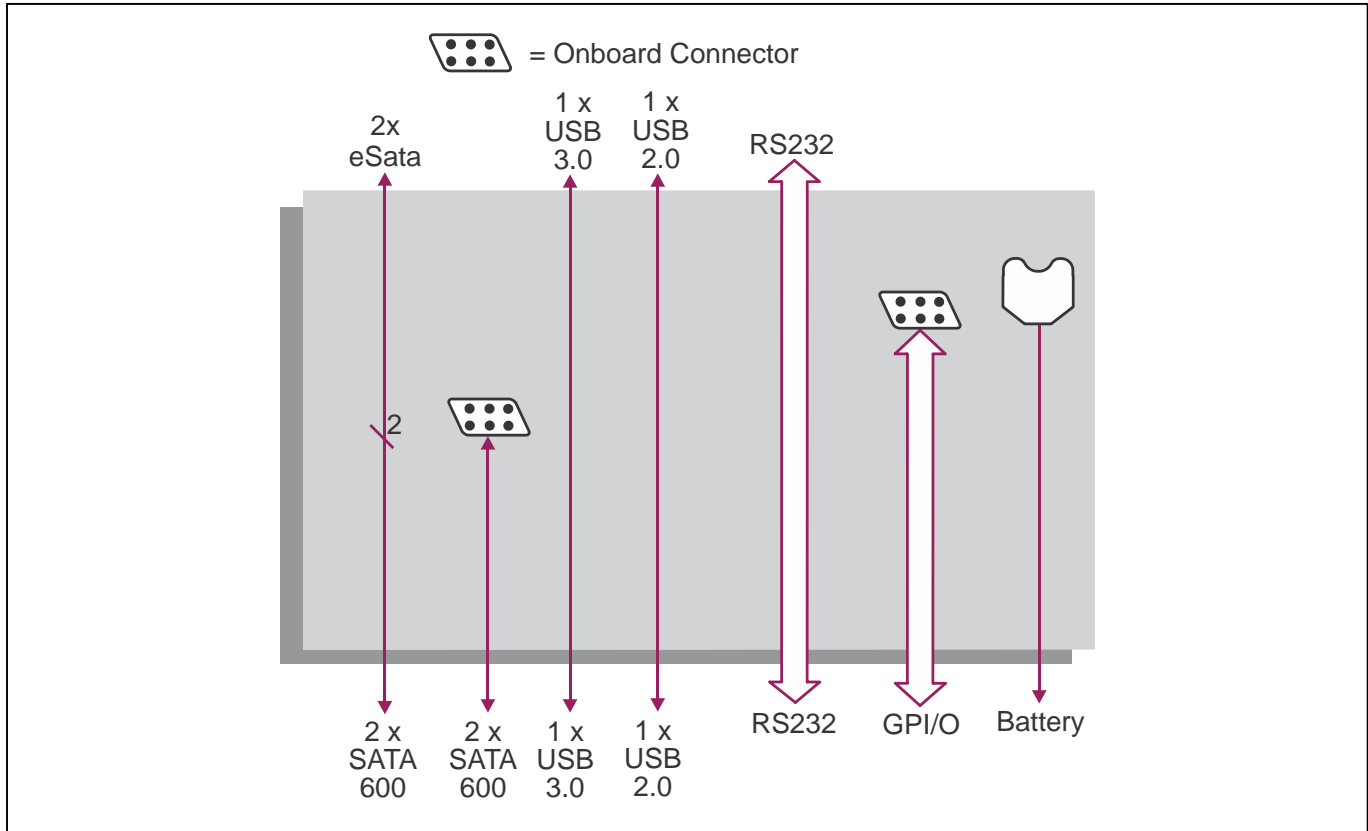 = Onboard Connector
2x
eSata
1 x
USB
3.0
1 x
USB
2.0
RS232
2
2 x
SATA
600
2 x
SATA
600
1 x
USB
3.0
1 x
USB
2.0
RS232
GPI/O
Battery